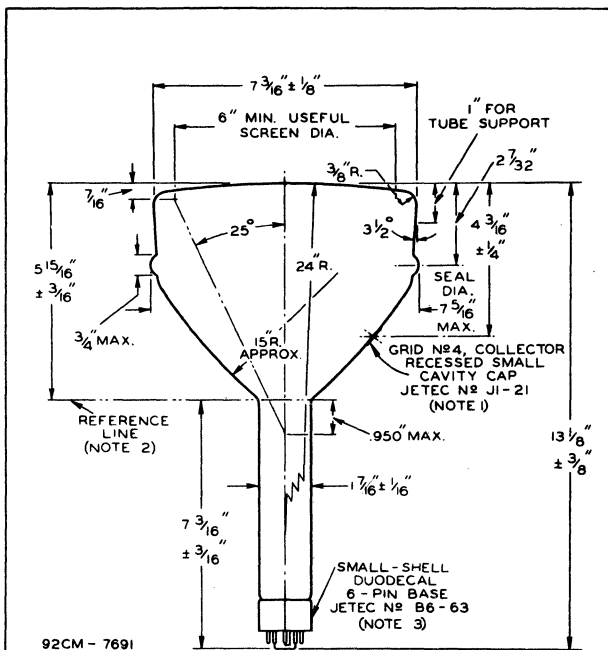 7 3/16" ± 1/8"
6" MIN. USEFUL
SCREEN DIA.
1" FOR
TUBE SUPPORT
2 7/32"
3/8" R.
7/16"
25°
3 1/2°
4 3/16"
± 1/4"
5 15/16"
± 3/16"
24" R.
SEAL
DIA.
7 5/16"
MAX.
3/4" MAX.
15" R.
APPROX.
GRID Nº4, COLLECTOR
RECESSED SMALL
CAVITY CAP
JETEC Nº J1-21
(NOTE 1)
REFERENCE
LINE
(NOTE 2)
.950" MAX.
13 1/8"
± 3/8"
1 7/16" ± 1/16"
7 3/16"
± 3/16"
SMALL-SHELL
DUODECAL
6-PIN BASE
JETEC Nº B6-63
(NOTE 3)
92CM-7691